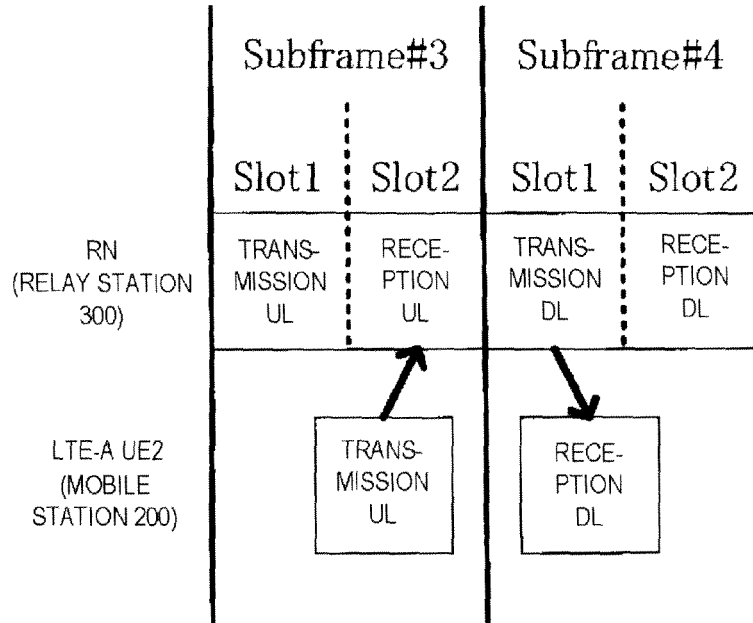 Subframe#3 Subframe#4
Slot1 Slot2 Slot1 Slot2
RN
(RELAY STATION
300)
TRANS-
MISSION
UL
RECE-
PTION
UL
TRANS-
MISSION
DL
RECE-
PTION
DL
LTE-A UE2
(MOBILE
STATION 200)
TRANS-
MISSION
UL
RECE-
PTION
DL